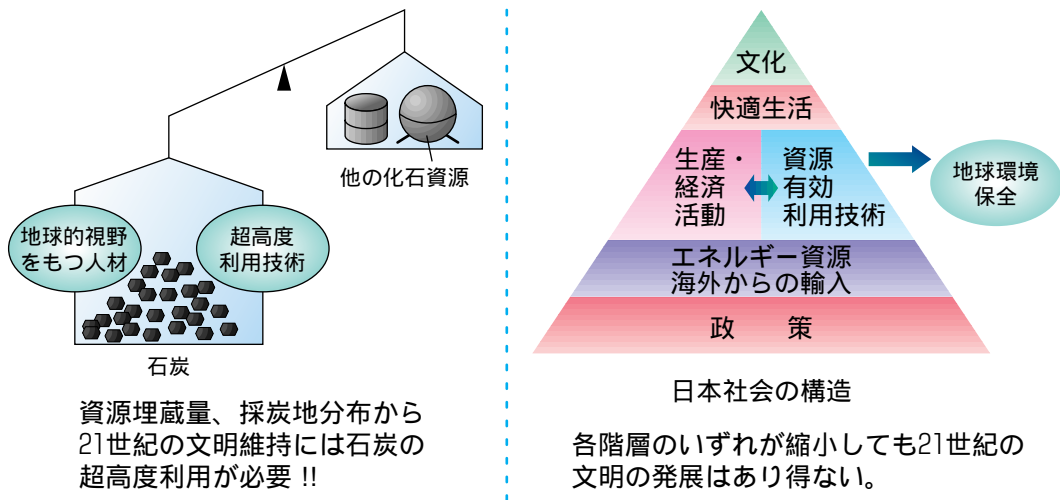 他の化石資源
地球的視野
をもつ人材
超高度
利用技術
石炭
資源埋蔵量、採炭地分布から
21世紀の文明維持には石炭の
超高度利用が必要 !!
文化
快適生活
生産・
経済
活動
資源
有効
利用技術
地球環境
保全
エネルギー資源
海外からの輸入
政　　策
日本社会の構造
各階層のいずれが縮小しても21世紀の
文明の発展はあり得ない。